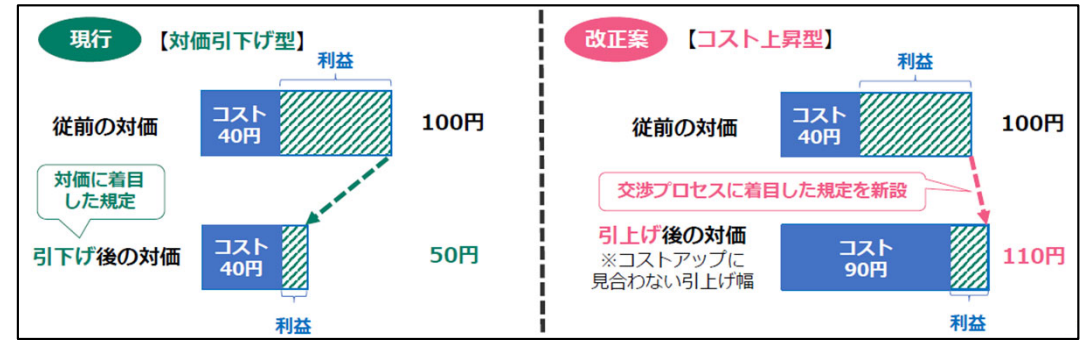 現行
【対価引下げ型】
利益
従前の対価
コスト
40円
100円
対価に着目
した規定
引下げ後の対価
コスト
40円
50円
利益
改正案
【コスト上昇型】
利益
従前の対価
コスト
40円
100円
交渉プロセスに着目した規定を新設
引上げ後の対価
※コストアップに
見合わない引上げ幅
コスト
90円
110円
利益